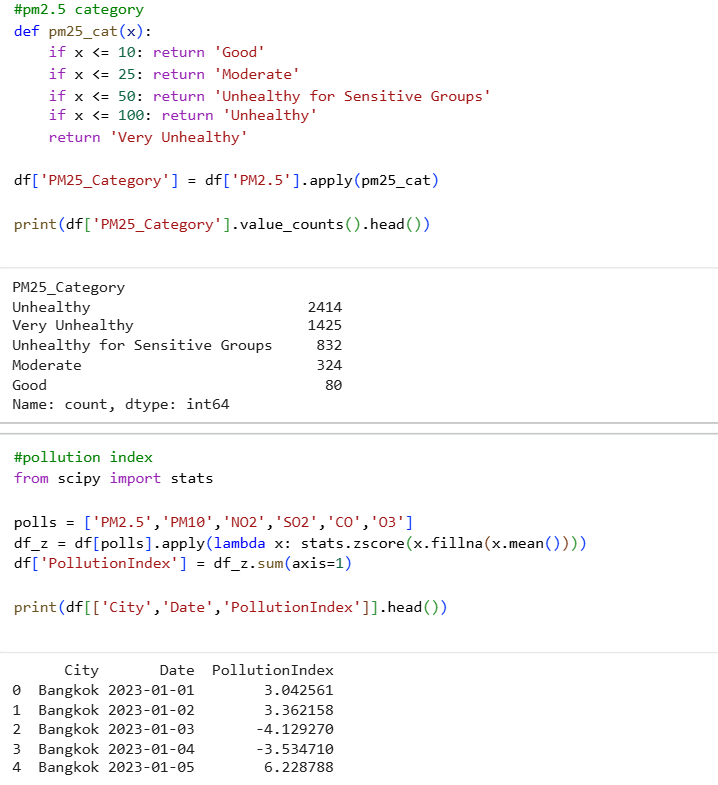 #pm2.5 category
def pm25_cat(x):
    if x <= 10: return 'Good'
    if x <= 25: return 'Moderate'
    if x <= 50: return 'Unhealthy for Sensitive Groups'
    if x <= 100: return 'Unhealthy'
    return 'Very Unhealthy'

df['PM25_Category'] = df['PM2.5'].apply(pm25_cat)

print(df['PM25_Category'].value_counts().head())

PM25_Category
Unhealthy                         2414
Very Unhealthy                    1425
Unhealthy for Sensitive Groups     832
Moderate                           324
Good                                80
Name: count, dtype: int64

#pollution index
from scipy import stats

polls = ['PM2.5','PM10','NO2','SO2','CO','O3']
df_z = df[polls].apply(lambda x: stats.zscore(x.fillna(x.mean())))
df['PollutionIndex'] = df_z.sum(axis=1)

print(df[['City','Date','PollutionIndex']].head())

      City       Date  PollutionIndex
0  Bangkok 2023-01-01        3.042561
1  Bangkok 2023-01-02        3.362158
2  Bangkok 2023-01-03       -4.129270
3  Bangkok 2023-01-04       -3.534710
4  Bangkok 2023-01-05        6.228788